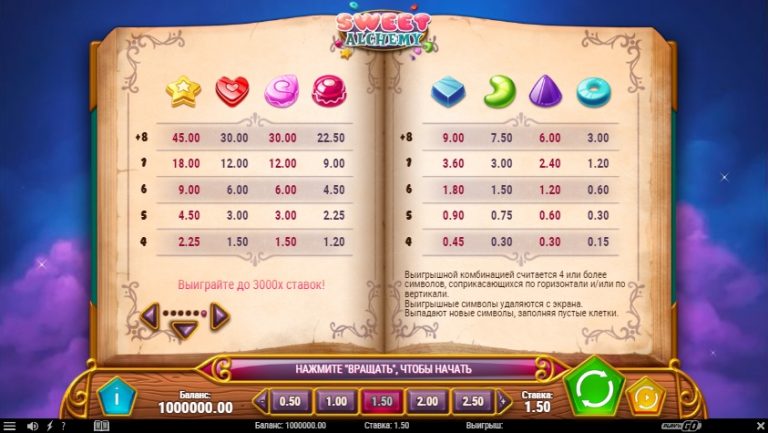 SWEET
ALCHEMY
+8 45.00 30.00 30.00 22.50
7 18.00 12.00 12.00 9.00
6 9.00 6.00 6.00 4.50
5 4.50 3.00 3.00 2.25
4 2.25 1.50 1.50 1.20
Выиграйте до 3000x ставок!
+8 9.00 7.50 6.00 3.00
7 3.60 3.00 2.40 1.20
6 1.80 1.50 1.20 0.60
5 0.90 0.75 0.60 0.30
4 0.45 0.30 0.30 0.15
Выигрышной комбинацией считается 4 или более
символов, соприкасающихся по горизонтали и/или по
вертикали.
Выигрышные символы удаляются с экрана.
Выпадают новые символы, заполняя пустые клетки.
НАЖМИТЕ "ВРАЩАТЬ", ЧТОБЫ НАЧАТЬ
i
Баланс:
1000000.00
- 0.50 1.00 1.50 2.00 2.50 +
Ставка:
1.50
? Баланс: 1000000.00 Ставка: 1.50 Выигрыш: PLAY'N GO